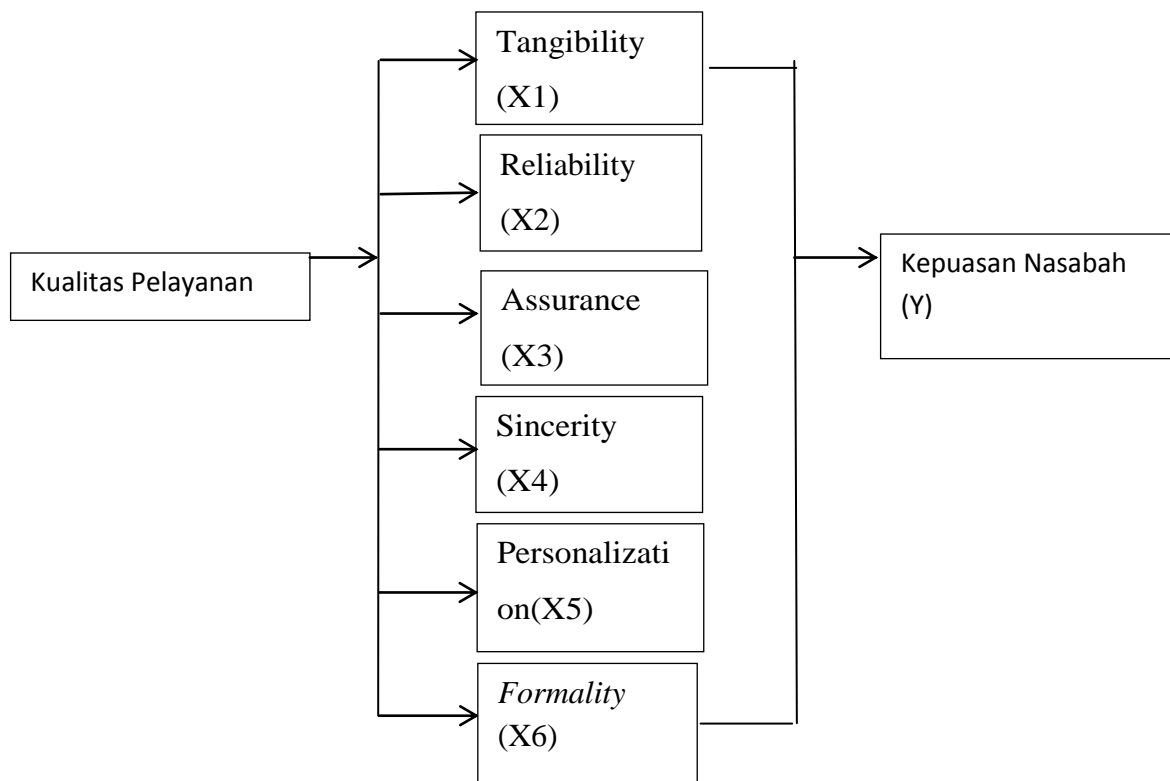 Kualitas Pelayanan
Tangibility
(X1)
Reliability
(X2)
Assurance
(X3)
Sincerity
(X4)
Personalizati
on(X5)
Formality
(X6)
Kepuasan Nasabah
(Y)